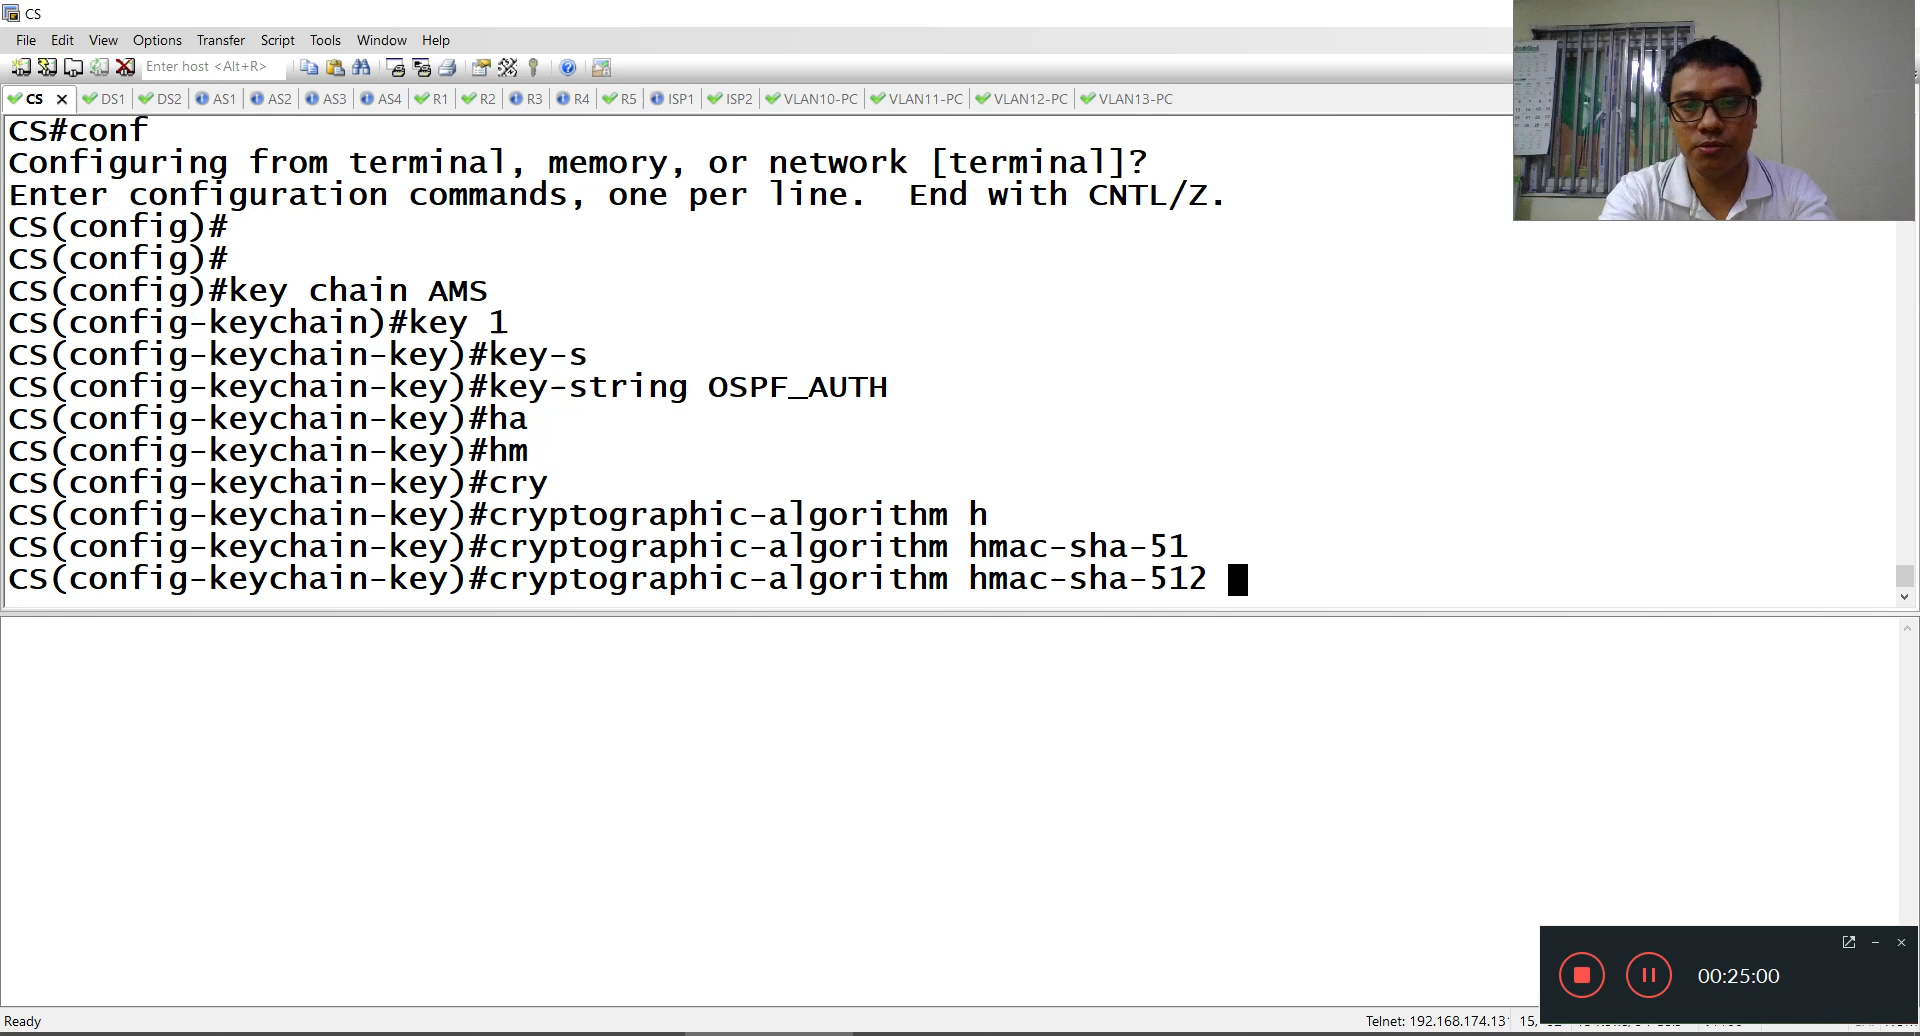 CS
File Edit View Options Transfer Script Tools Window Help
Enter host <Alt+R>
CS DS1 DS2 AS1 AS2 AS3 AS4 R1 R2 R3 R4 R5 ISP1 ISP2 VLAN10-PC VLAN11-PC VLAN12-PC VLAN13-PC
CS#conf
Configuring from terminal, memory, or network [terminal]?
Enter configuration commands, one per line.  End with CNTL/Z.
CS(config)#
CS(config)#
CS(config)#key chain AMS
CS(config-keychain)#key 1
CS(config-keychain-key)#key-s
CS(config-keychain-key)#key-string OSPF_AUTH
CS(config-keychain-key)#ha
CS(config-keychain-key)#hm
CS(config-keychain-key)#cry
CS(config-keychain-key)#cryptographic-algorithm h
CS(config-keychain-key)#cryptographic-algorithm hmac-sha-51
CS(config-keychain-key)#cryptographic-algorithm hmac-sha-512
00:25:00
Ready Telnet: 192.168.174.13 15,